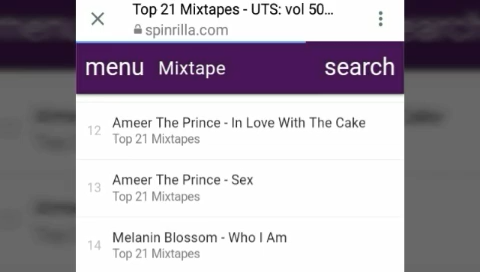 Top 21 Mixtapes - UTS: vol 50...
spinrilla.com
menu Mixtape search
12 Ameer The Prince - In Love With The Cake
Top 21 Mixtapes
13 Ameer The Prince - Sex
Top 21 Mixtapes
14 Melanin Blossom - Who I Am
Top 21 Mixtapes